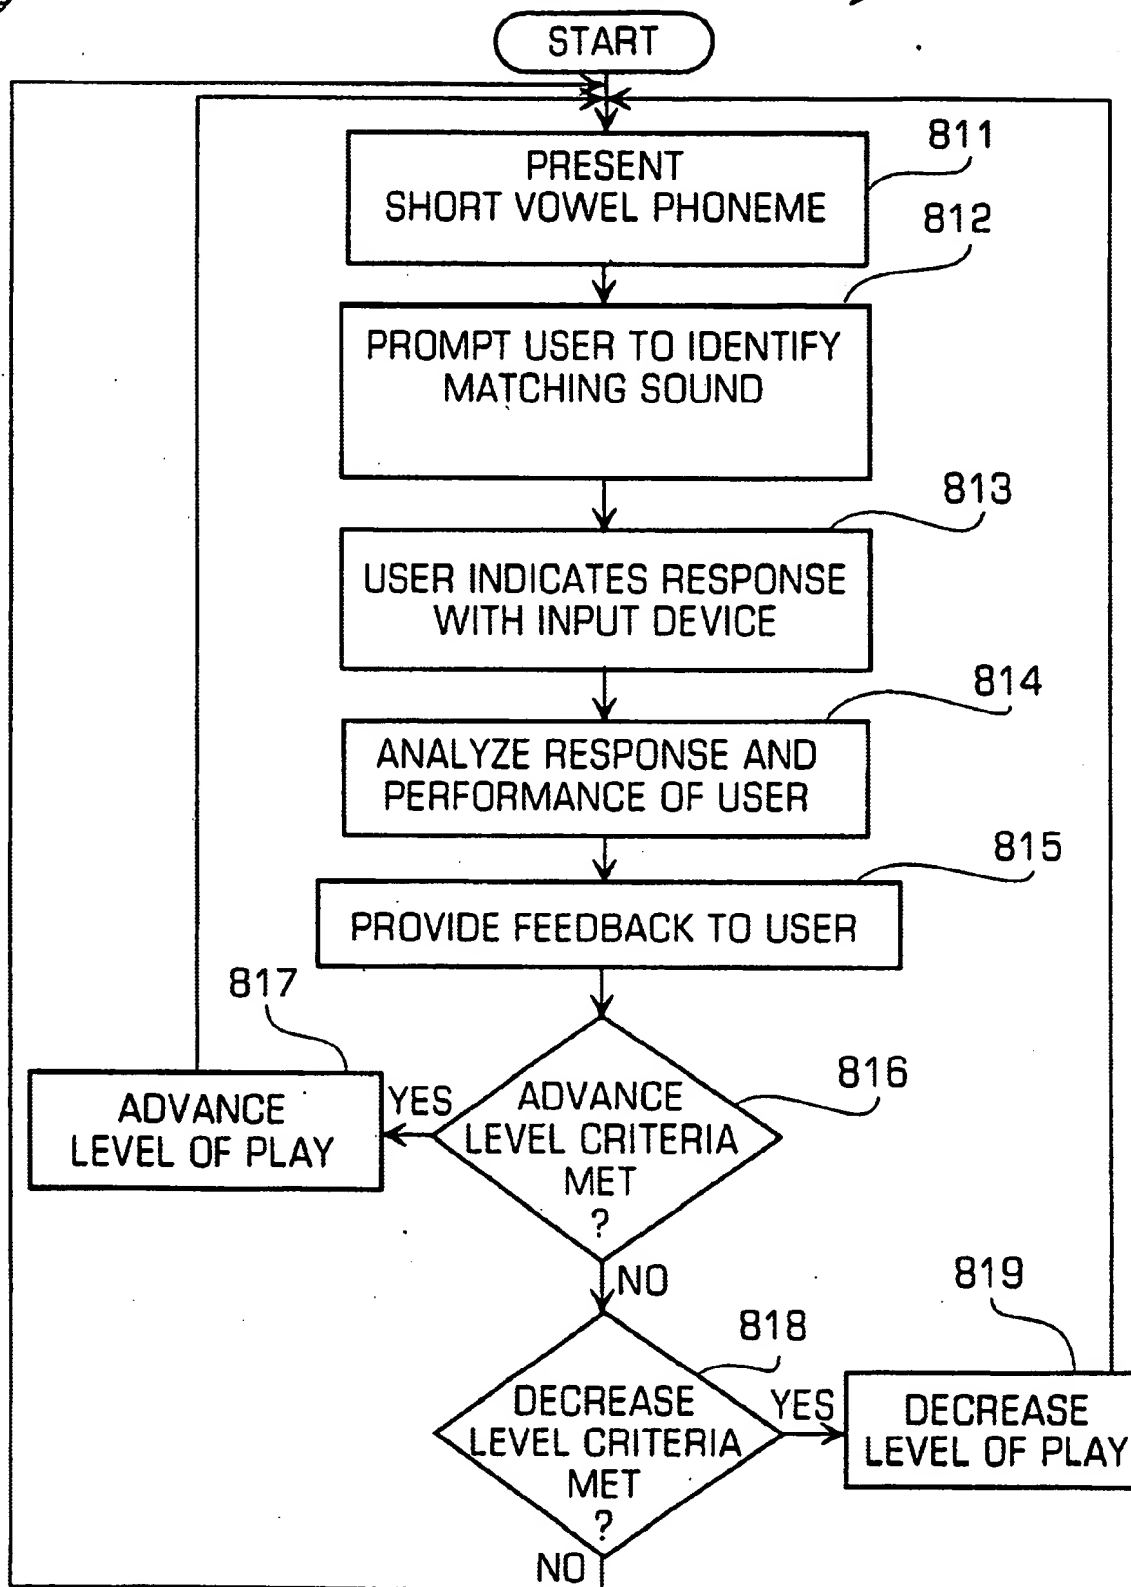 START
811
PRESENT
SHORT VOWEL PHONEME
812
PROMPT USER TO IDENTIFY
MATCHING SOUND
813
USER INDICATES RESPONSE
WITH INPUT DEVICE
814
ANALYZE RESPONSE AND
PERFORMANCE OF USER
815
PROVIDE FEEDBACK TO USER
817
816
ADVANCE
LEVEL OF PLAY
YES
ADVANCE
LEVEL CRITERIA
MET
?
NO
819
818
DECREASE
LEVEL CRITERIA
MET
?
YES
DECREASE
LEVEL OF PLAY
NO